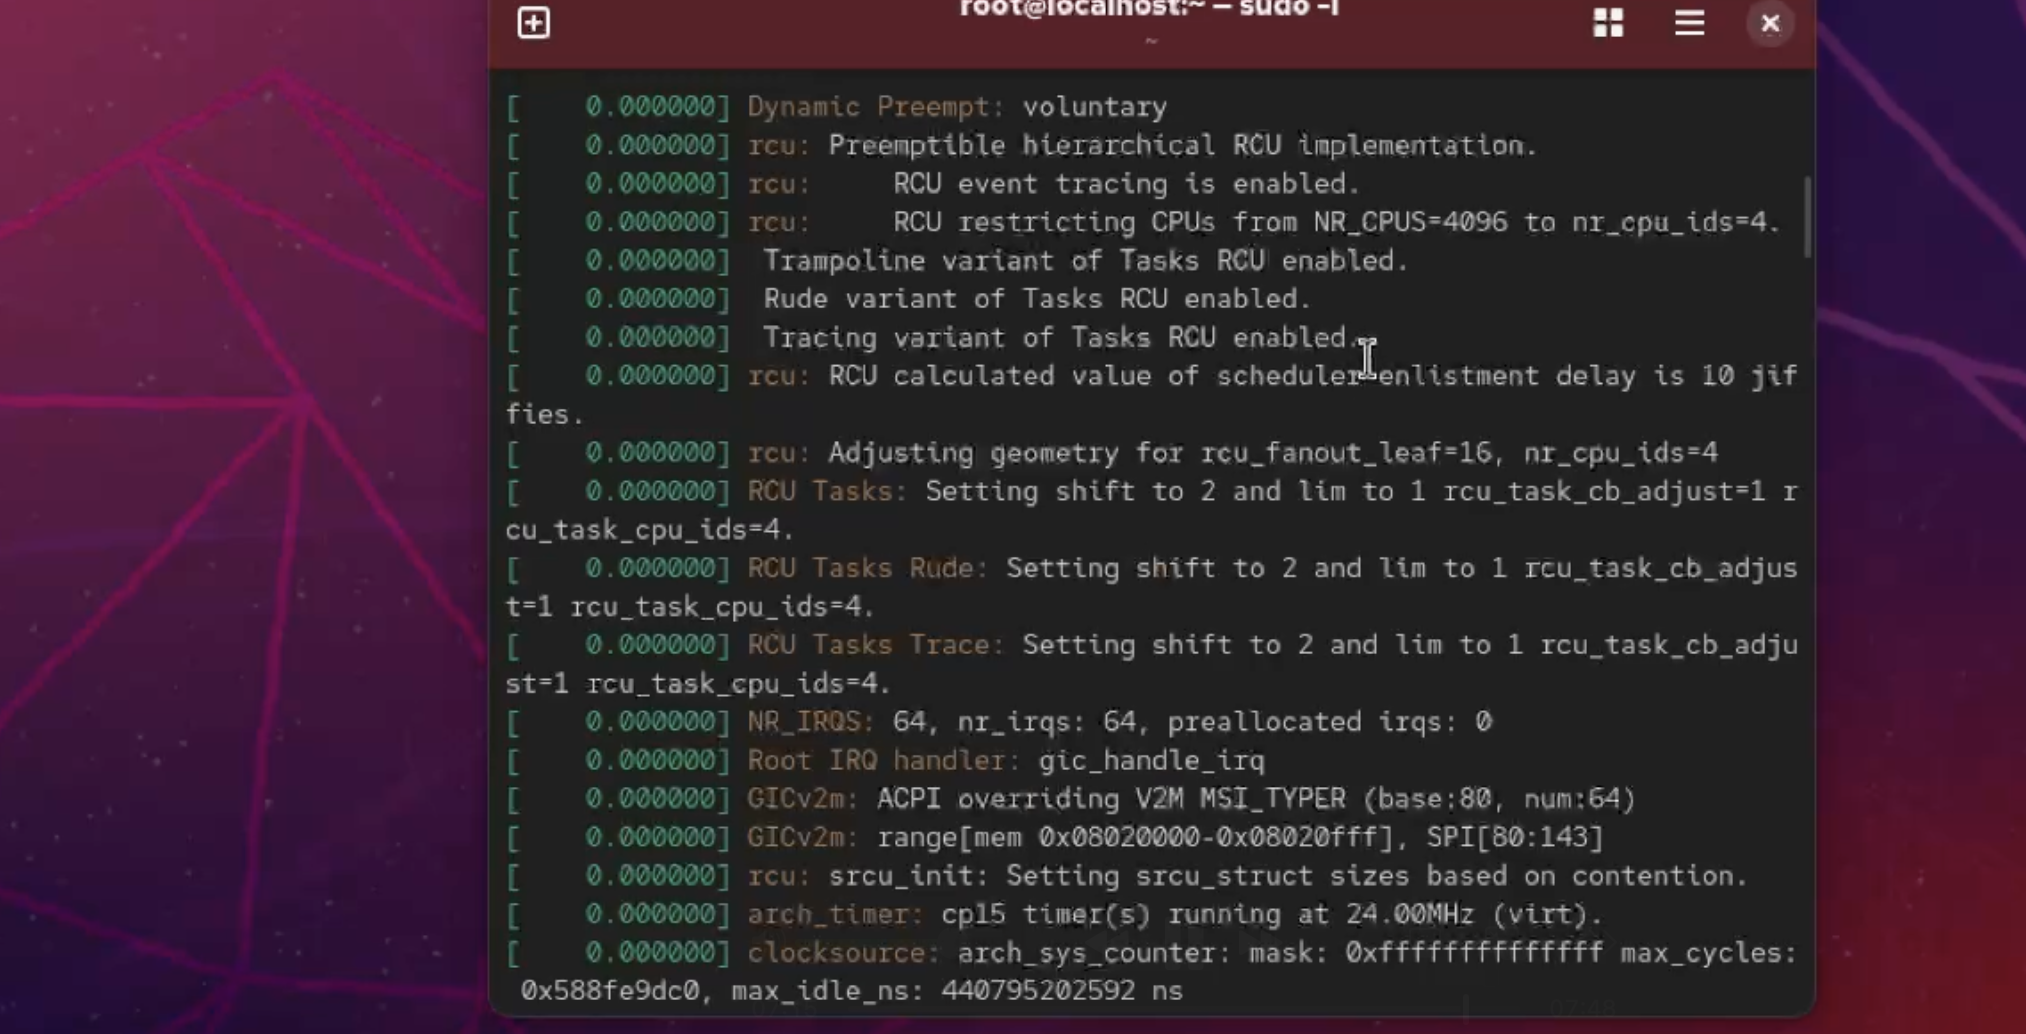 root@localhost:~ — sudo -i
~
[    0.000000] Dynamic Preempt: voluntary
[    0.000000] rcu: Preemptible hierarchical RCU implementation.
[    0.000000] rcu:     RCU event tracing is enabled.
[    0.000000] rcu:     RCU restricting CPUs from NR_CPUS=4096 to nr_cpu_ids=4.
[    0.000000]  Trampoline variant of Tasks RCU enabled.
[    0.000000]  Rude variant of Tasks RCU enabled.
[    0.000000]  Tracing variant of Tasks RCU enabled.
[    0.000000] rcu: RCU calculated value of scheduler-enlistment delay is 10 jif
fies.
[    0.000000] rcu: Adjusting geometry for rcu_fanout_leaf=16, nr_cpu_ids=4
[    0.000000] RCU Tasks: Setting shift to 2 and lim to 1 rcu_task_cb_adjust=1 r
cu_task_cpu_ids=4.
[    0.000000] RCU Tasks Rude: Setting shift to 2 and lim to 1 rcu_task_cb_adjus
t=1 rcu_task_cpu_ids=4.
[    0.000000] RCU Tasks Trace: Setting shift to 2 and lim to 1 rcu_task_cb_adju
st=1 rcu_task_cpu_ids=4.
[    0.000000] NR_IRQS: 64, nr_irqs: 64, preallocated irqs: 0
[    0.000000] Root IRQ handler: gic_handle_irq
[    0.000000] GICv2m: ACPI overriding V2M MSI_TYPER (base:80, num:64)
[    0.000000] GICv2m: range[mem 0x08020000-0x08020fff], SPI[80:143]
[    0.000000] rcu: srcu_init: Setting srcu_struct sizes based on contention.
[    0.000000] arch_timer: cp15 timer(s) running at 24.00MHz (virt).
[    0.000000] clocksource: arch_sys_counter: mask: 0xffffffffffffff max_cycles:
 0x588fe9dc0, max_idle_ns: 440795202592 ns